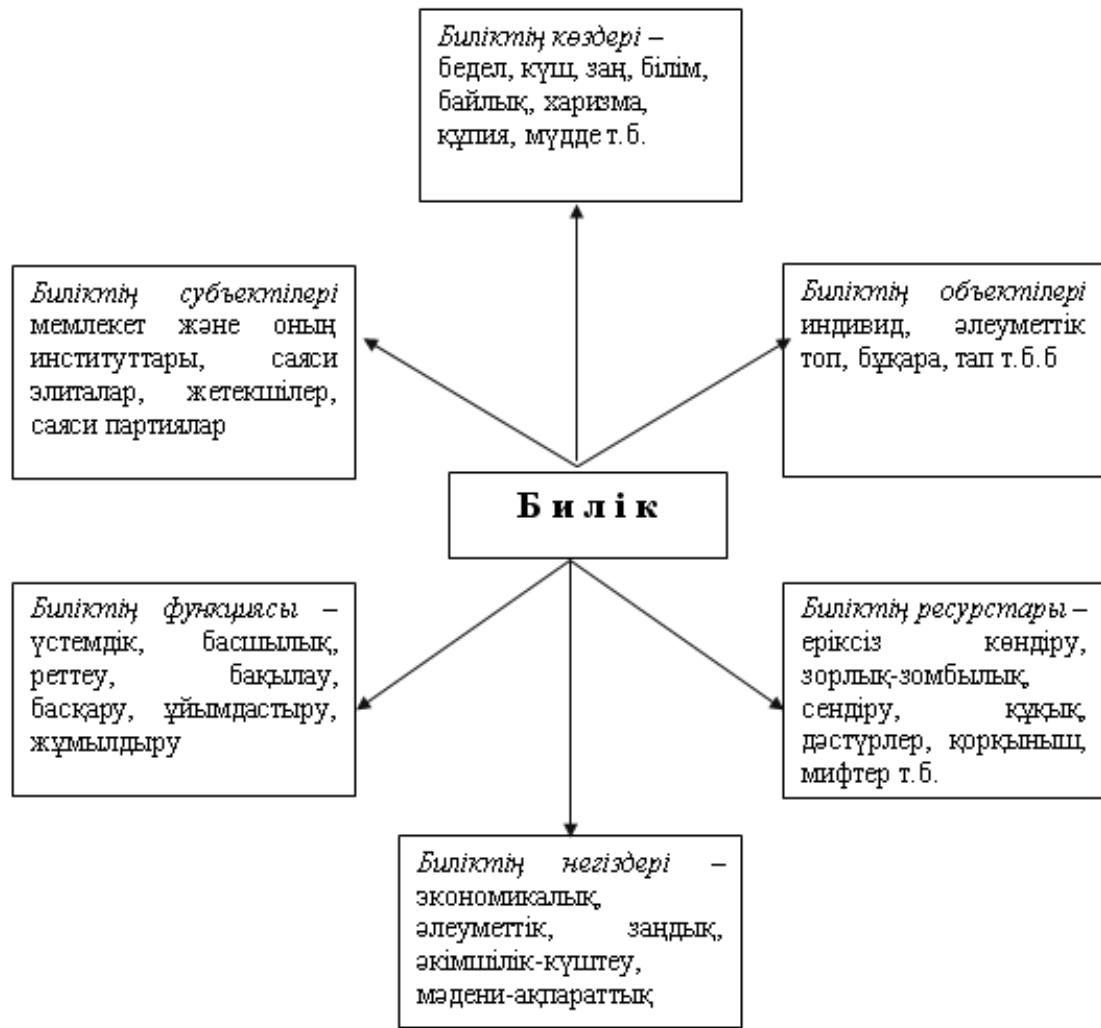 Биліктің көздері –
бедел, күш, заң, білім,
байлық, харизма,
құпия, мүдде т.б.
Биліктің субъектілері
мемлекет және оның
институттары, саяси
элиталар, жетекшілер,
саяси партиялар
Биліктің объектілері
индивид, әлеуметтік
топ, бұқара, тап т.б.б
Билік
Биліктің функциясы –
үстемдік, басшылық,
реттеу, бақылау,
басқару, ұйымдастыру,
жұмылдыру
Биліктің ресурстары –
еріксіз көндіру,
зорлық-зомбылық,
сендіру, құқық,
дәстүрлер, қорқыныш,
мифтер т.б.
Биліктің негіздері –
экономикалық,
әлеуметтік, заңдық,
әкімшілік-күштеу,
мәдени-ақпараттық